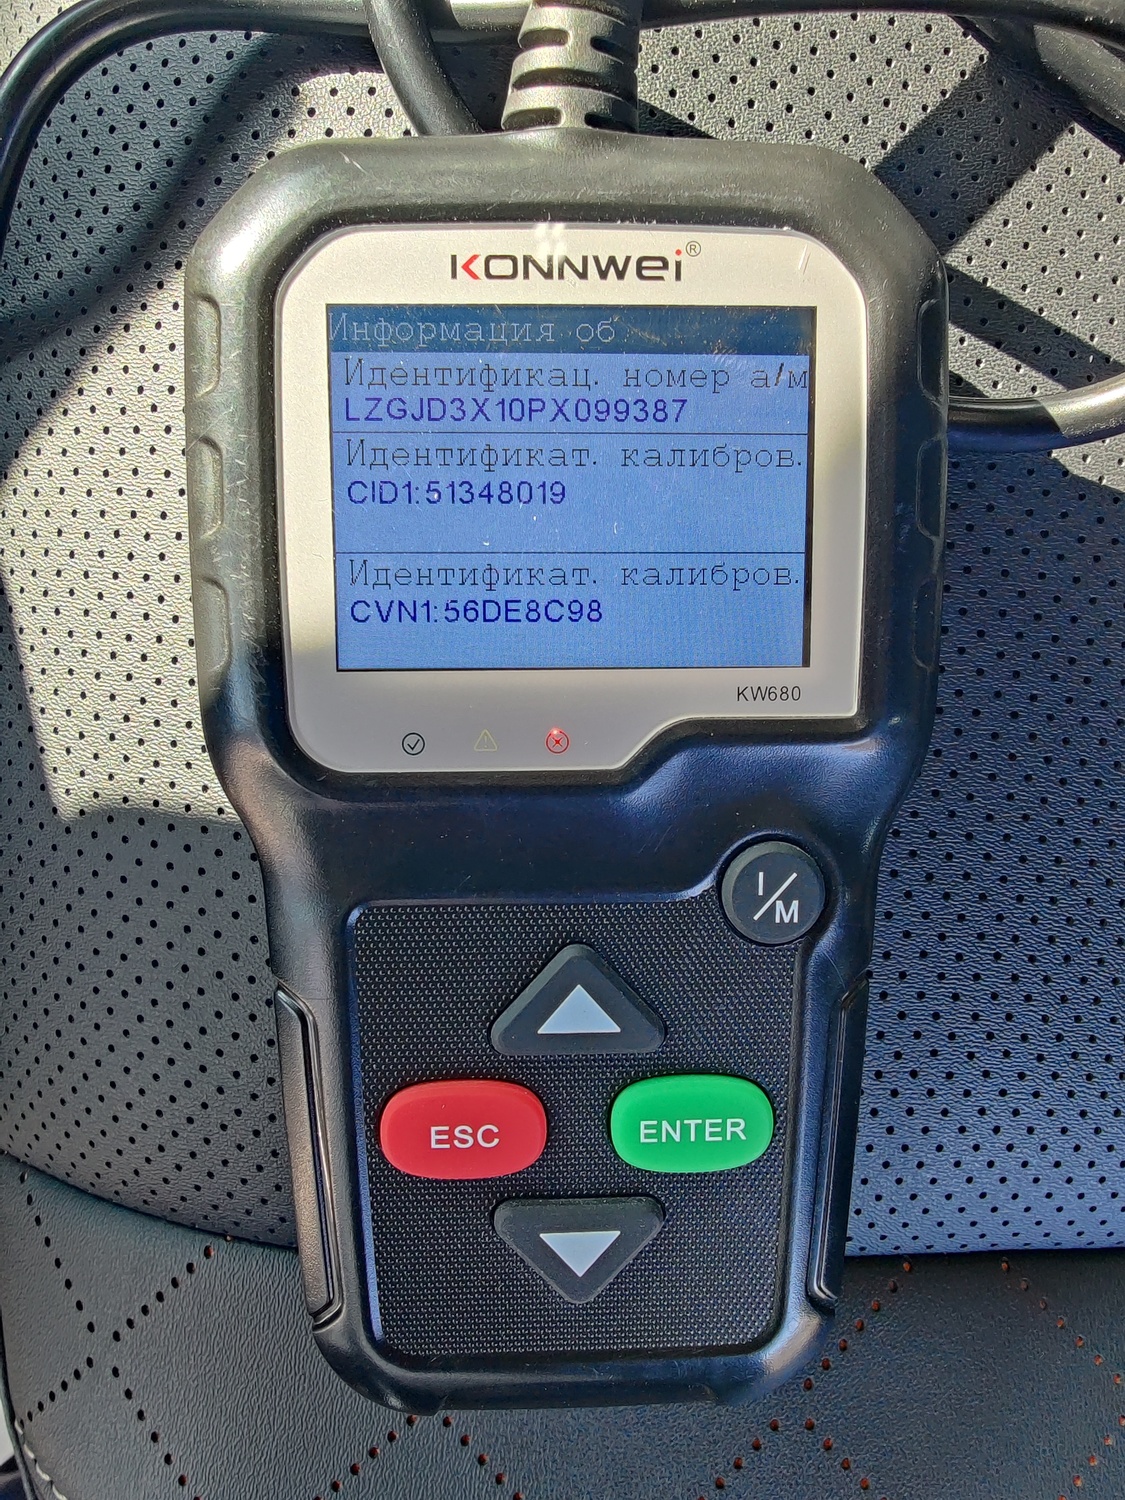 KONNWEI®
Информация об
Идентификац. номер а/м
LZGJD3X10PX099387
Идентификат. калибров.
CID1:51348019
Идентификат. калибров.
CVN1:56DE8C98
KW680
I/M
ESC
ENTER